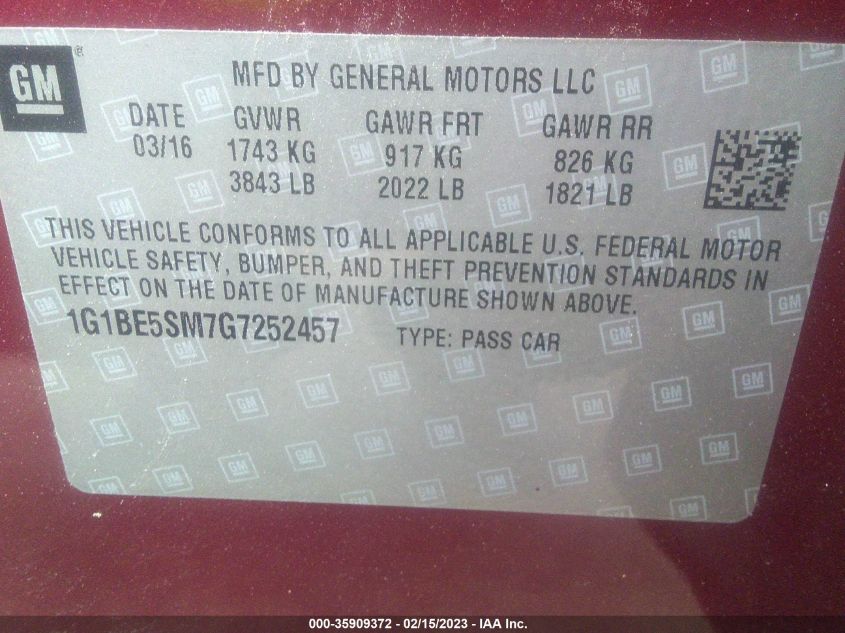 GM ®
MFD BY GENERAL MOTORS LLC
DATE GVWR GAWR FRT GAWR RR
03/16 1743 KG 917 KG 826 KG
3843 LB 2022 LB 1821 LB
THIS VEHICLE CONFORMS TO ALL APPLICABLE U.S. FEDERAL MOTOR
VEHICLE SAFETY, BUMPER, AND THEFT PREVENTION STANDARDS IN
EFFECT ON THE DATE OF MANUFACTURE SHOWN ABOVE.
1G1BE5SM7G7252457 TYPE: PASS CAR
000-35909372 - 02/15/2023 - IAA Inc.